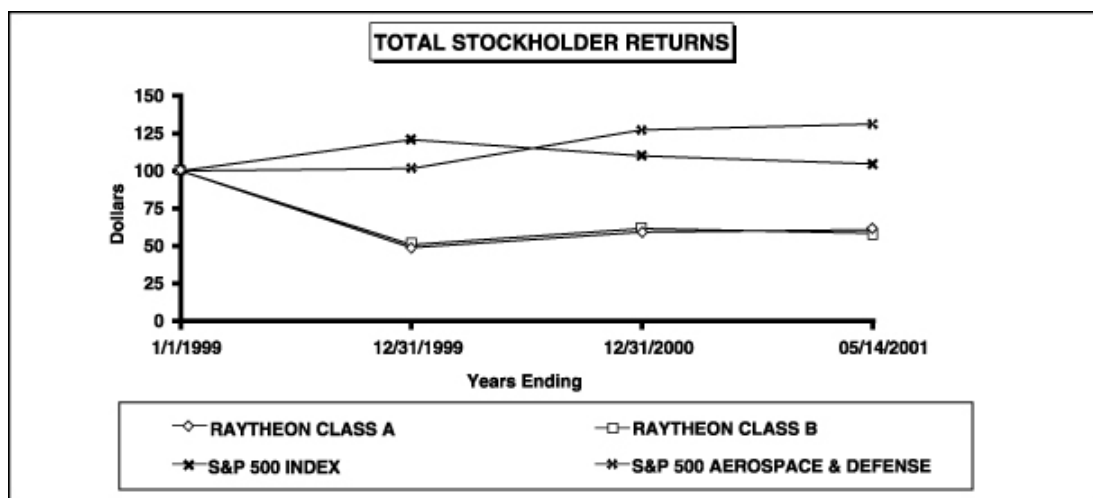 TOTAL STOCKHOLDER RETURNS
150
125
100
75
50
25
0
Dollars
1/1/1999 12/31/1999 12/31/2000 05/14/2001
Years Ending
RAYTHEON CLASS A RAYTHEON CLASS B
S&P 500 INDEX S&P 500 AEROSPACE & DEFENSE